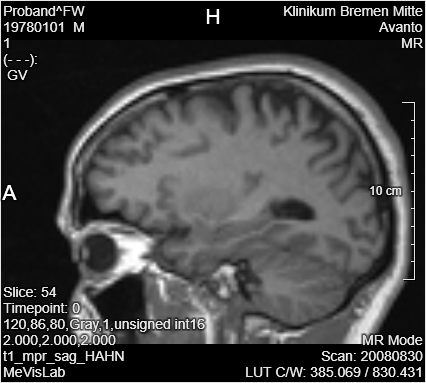 Proband^FW
19780101 M
1
(- - -):
GV
H
Klinikum Bremen Mitte
Avanto
MR
A
10 cm
Slice: 54
Timepoint: 0
120,86,80,Gray,1,unsigned int16
2.000,2.000,2.000
t1_mpr_sag_HAHN
MeVisLab
MR Mode
Scan: 20080830
LUT C/W: 385.069 / 830.431